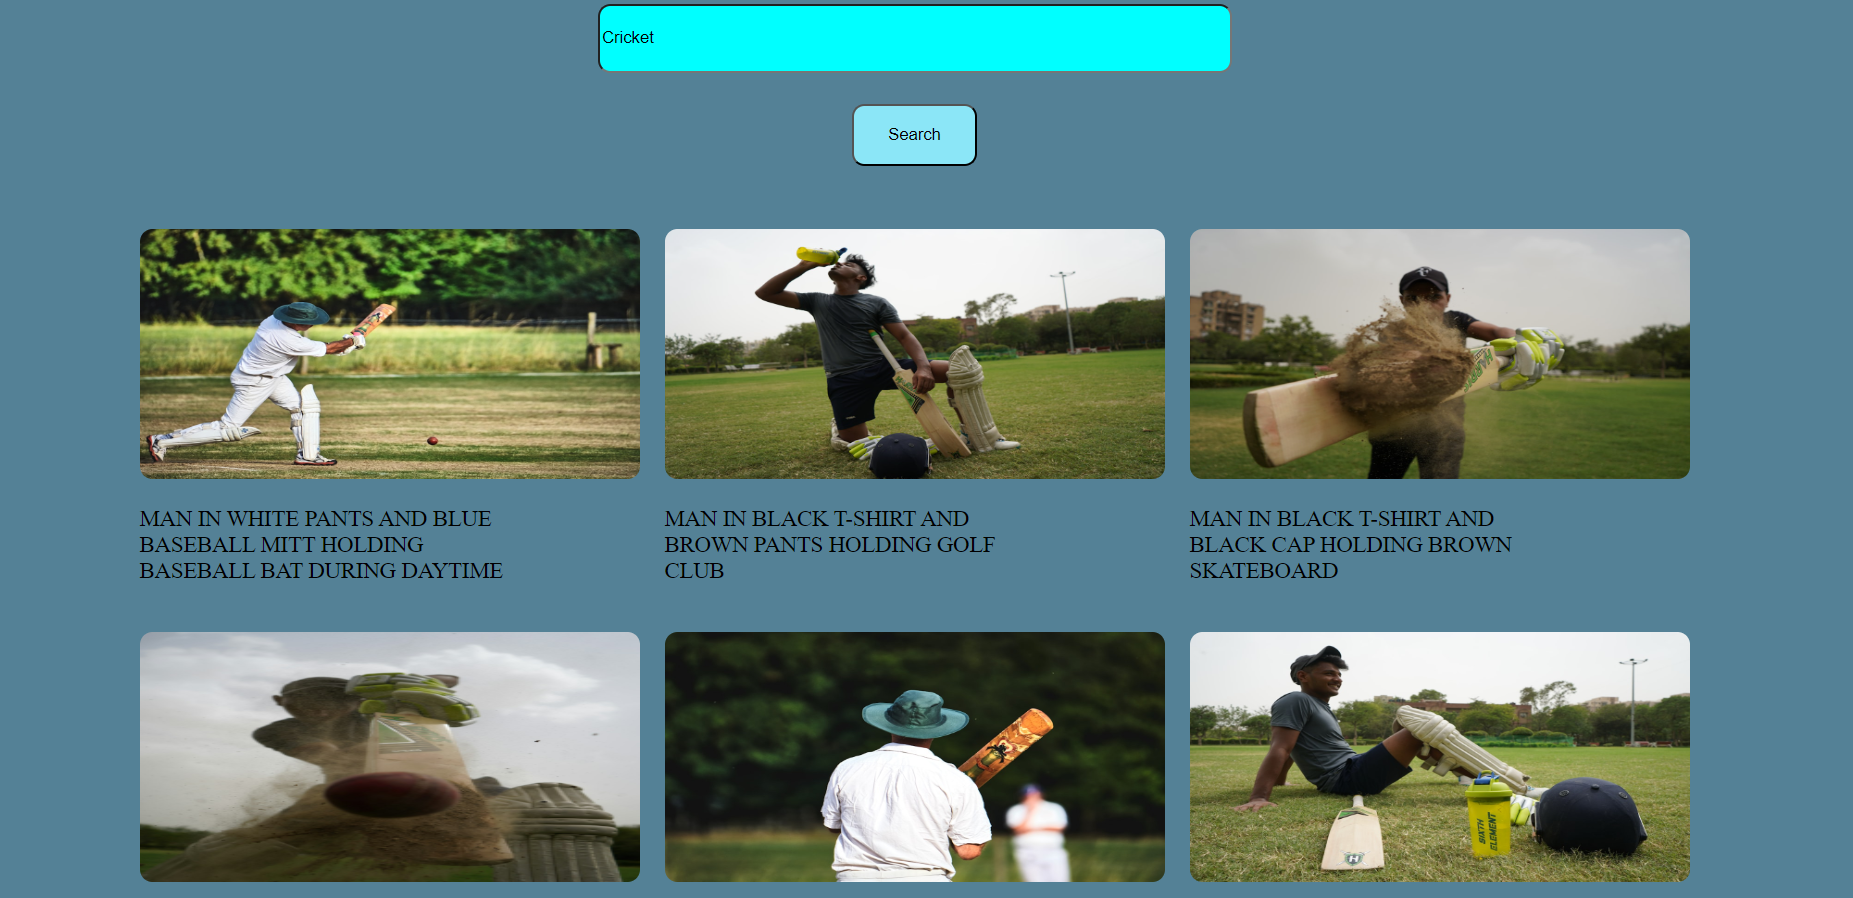 Cricket
Search
MAN IN WHITE PANTS AND BLUE
BASEBALL MITT HOLDING
BASEBALL BAT DURING DAYTIME
MAN IN BLACK T-SHIRT AND
BROWN PANTS HOLDING GOLF
CLUB
MAN IN BLACK T-SHIRT AND
BLACK CAP HOLDING BROWN
SKATEBOARD
SIXTH
ELEMENT
H